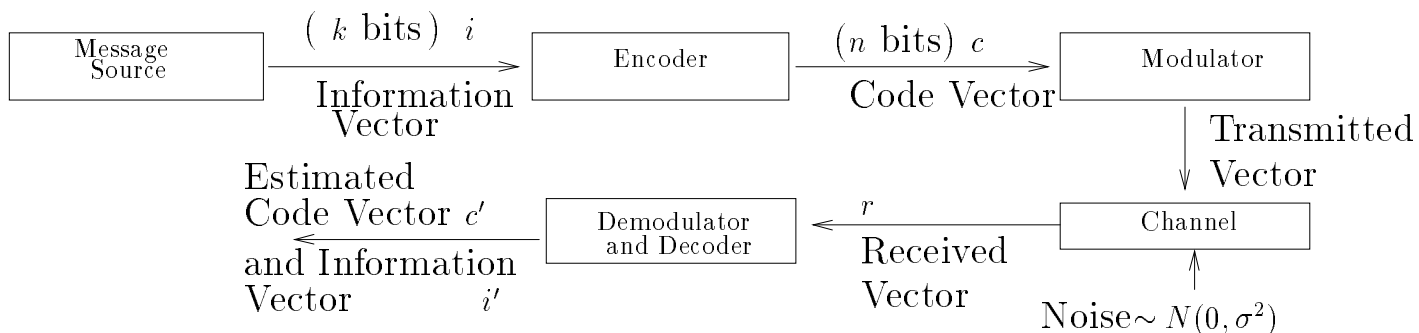 Message
Source
( k bits) i
Information
Vector
Encoder
(n bits) c
Code Vector
Modulator
Transmitted
Vector
Channel
Noise~ N(0, σ²)
r
Received
Vector
Demodulator
and Decoder
Estimated
Code Vector c′
and Information
Vector i′